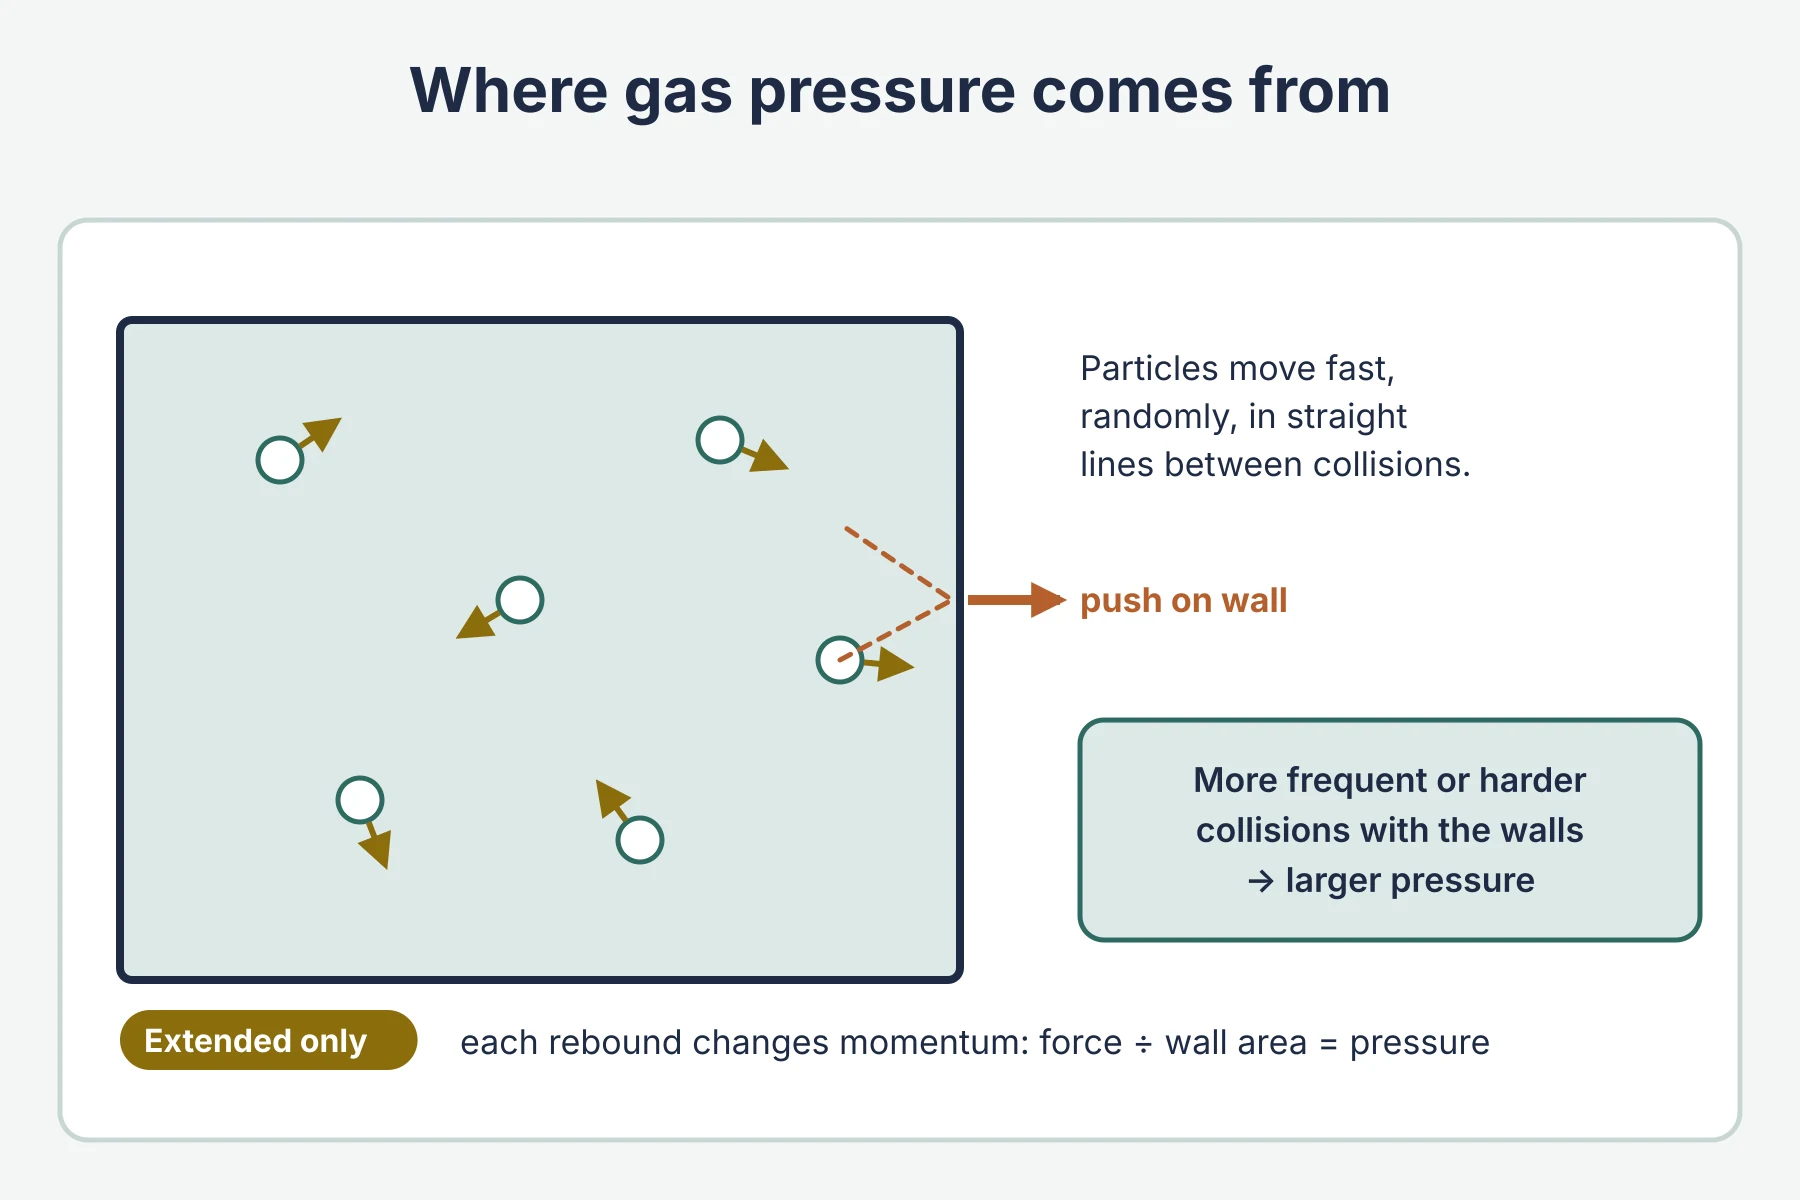 Where gas pressure comes from
Particles move fast,
randomly, in straight
lines between collisions.
push on wall
More frequent or harder
collisions with the walls
→ larger pressure
Extended only
each rebound changes momentum: force ÷ wall area = pressure